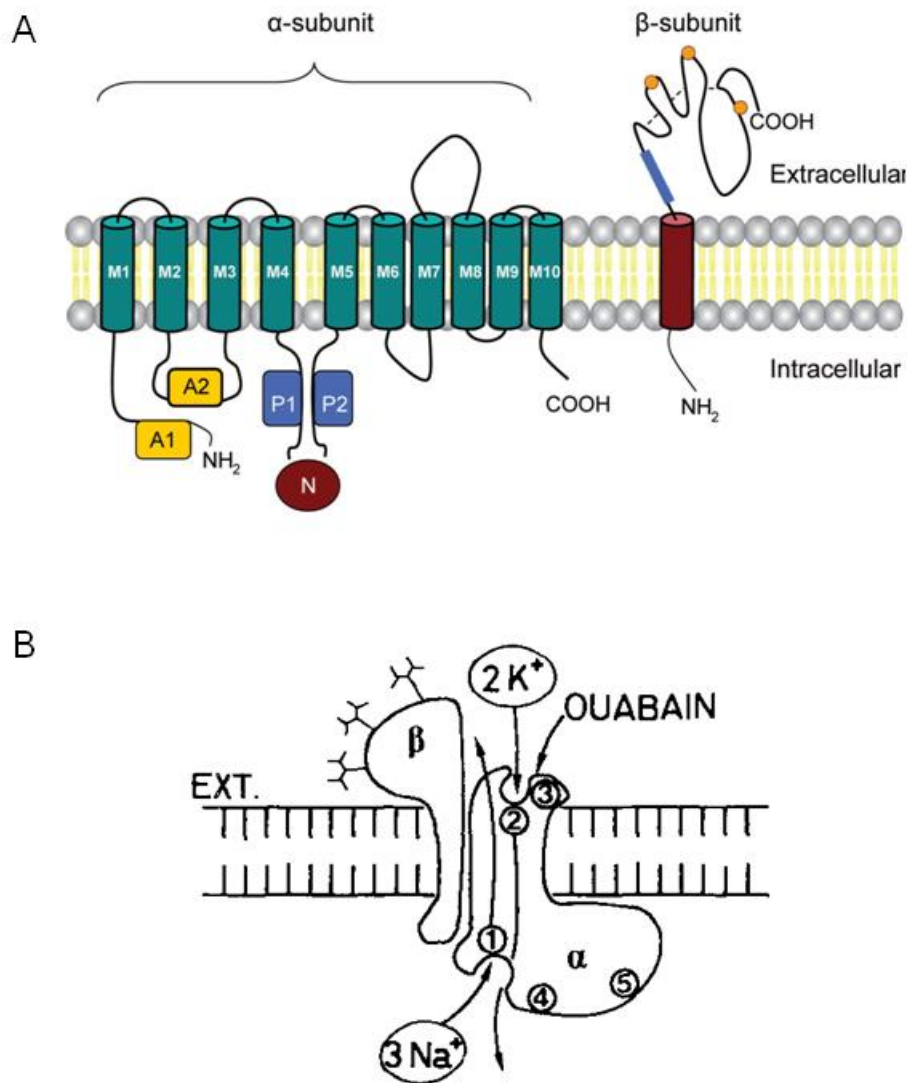 A
α-subunit
β-subunit
COOH
Extracellular
M1 M2 M3 M4 M5 M6 M7 M8 M9 M10
Intracellular
A2
P1 P2
COOH
NH2
A1
NH2
N
B
2K+
OUABAIN
β
EXT.
3
2
1
α
5
4
3Na+